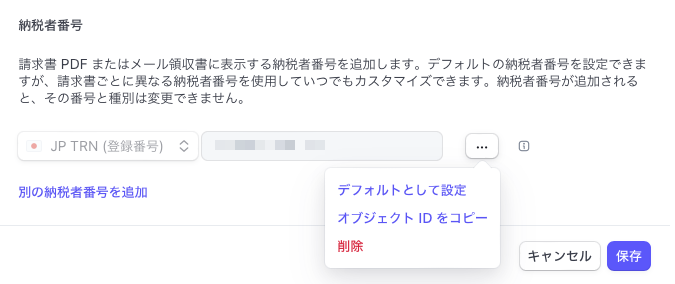 納税者番号
請求書 PDF またはメール領収書に表示する納税者番号を追加します。デフォルトの納税者番号を設定できま
すが、請求書ごとに異なる納税者番号を使用していつでもカスタマイズできます。納税者番号が追加される
と、その番号と種別は変更できません。
JP TRN (登録番号)
...
デフォルトとして設定
別の納税者番号を追加
オブジェクト ID をコピー
削除
キャンセル
保存